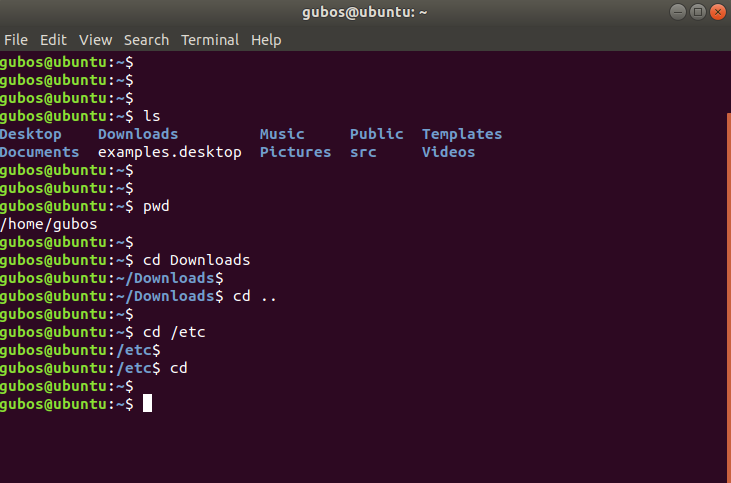 gubos@ubuntu: ~
File Edit View Search Terminal Help
gubos@ubuntu:~$
gubos@ubuntu:~$
gubos@ubuntu:~$
gubos@ubuntu:~$ ls
Desktop    Downloads         Music     Public  Templates
Documents  examples.desktop  Pictures  src     Videos
gubos@ubuntu:~$
gubos@ubuntu:~$
gubos@ubuntu:~$ pwd
/home/gubos
gubos@ubuntu:~$
gubos@ubuntu:~$ cd Downloads
gubos@ubuntu:~/Downloads$
gubos@ubuntu:~/Downloads$ cd ..
gubos@ubuntu:~$
gubos@ubuntu:~$ cd /etc
gubos@ubuntu:/etc$
gubos@ubuntu:/etc$ cd
gubos@ubuntu:~$
gubos@ubuntu:~$